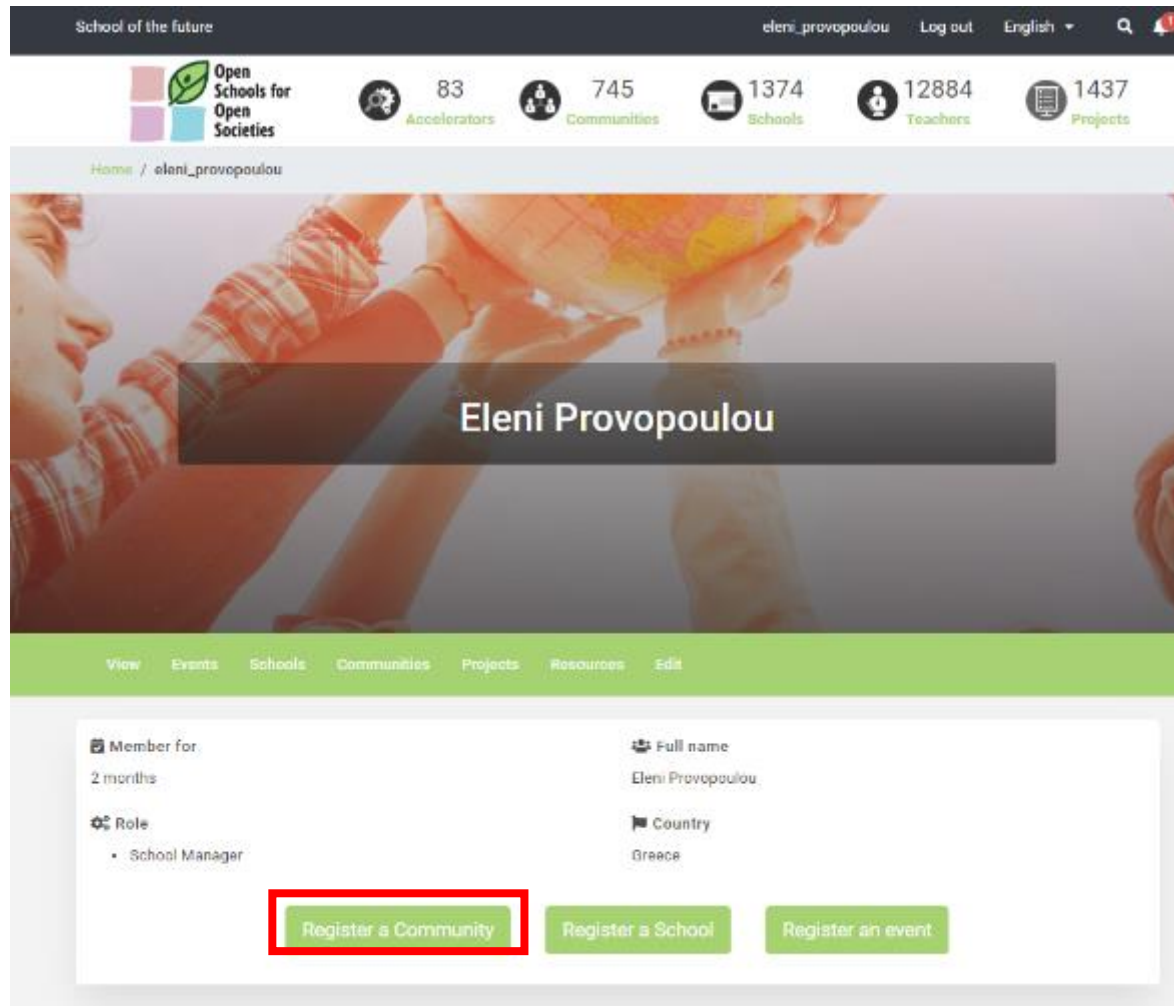 School of the future
eleni_provopoulou Log out English
Open
Schools for
Open
Societies
83
Accelerators
745
Communities
1374
Schools
12884
Teachers
1437
Projects
Home / eleni_provopoulou
Eleni Provopoulou
View Events Schools Communities Projects Resources Edit
Member for
2 months
Full name
Eleni Provopoulou
Role
• School Manager
Country
Greece
Register a Community Register a School Register an event